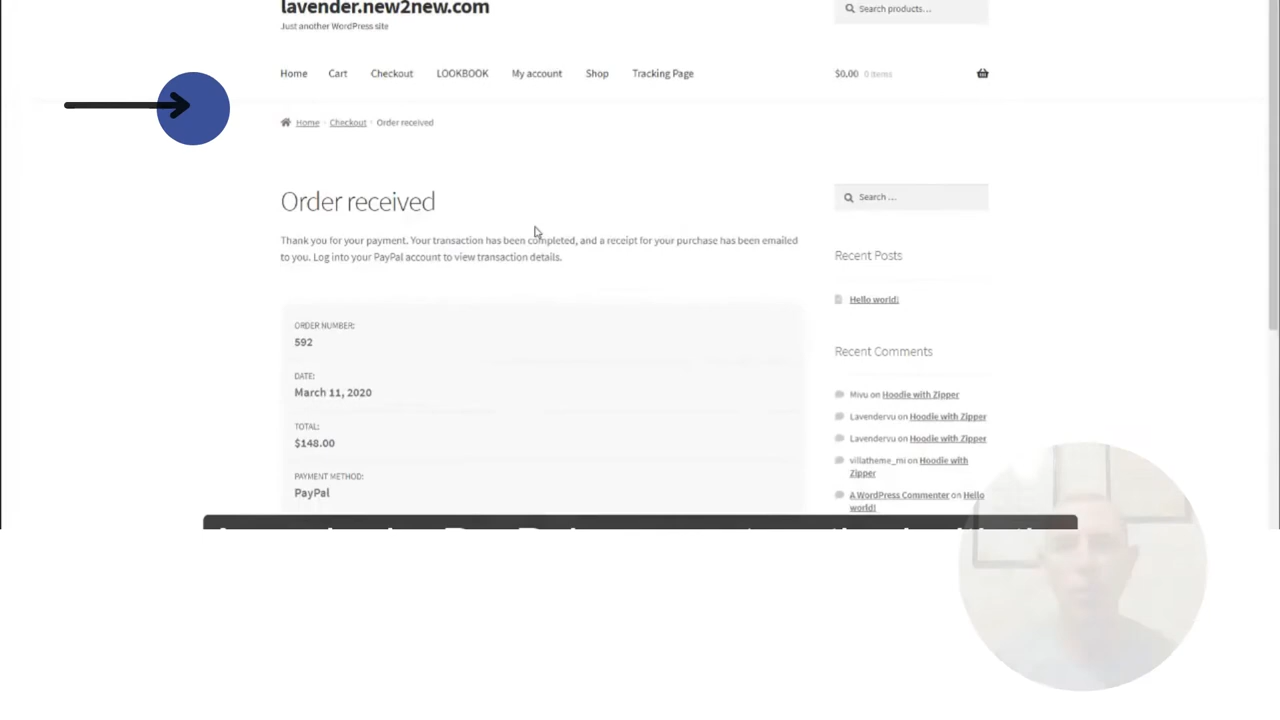 lavender.new2new.com
Just another WordPress site
Search products...
Home Cart Checkout LOOKBOOK My account Shop Tracking Page
$0.00 0 items
Home Checkout Order received
Order received
Thank you for your payment. Your transaction has been completed, and a receipt for your purchase has been emailed
to you. Log into your PayPal account to view transaction details.
ORDER NUMBER:
592
DATE:
March 11, 2020
TOTAL:
$148.00
PAYMENT METHOD:
PayPal
Search ...
Recent Posts
Hello world!
Recent Comments
Mivu on Hoodie with Zipper
Lavendervu on Hoodie with Zipper
Lavendervu on Hoodie with Zipper
villatheme_mi on Hoodie with
Zipper
A WordPress Commenter on Hello
world!